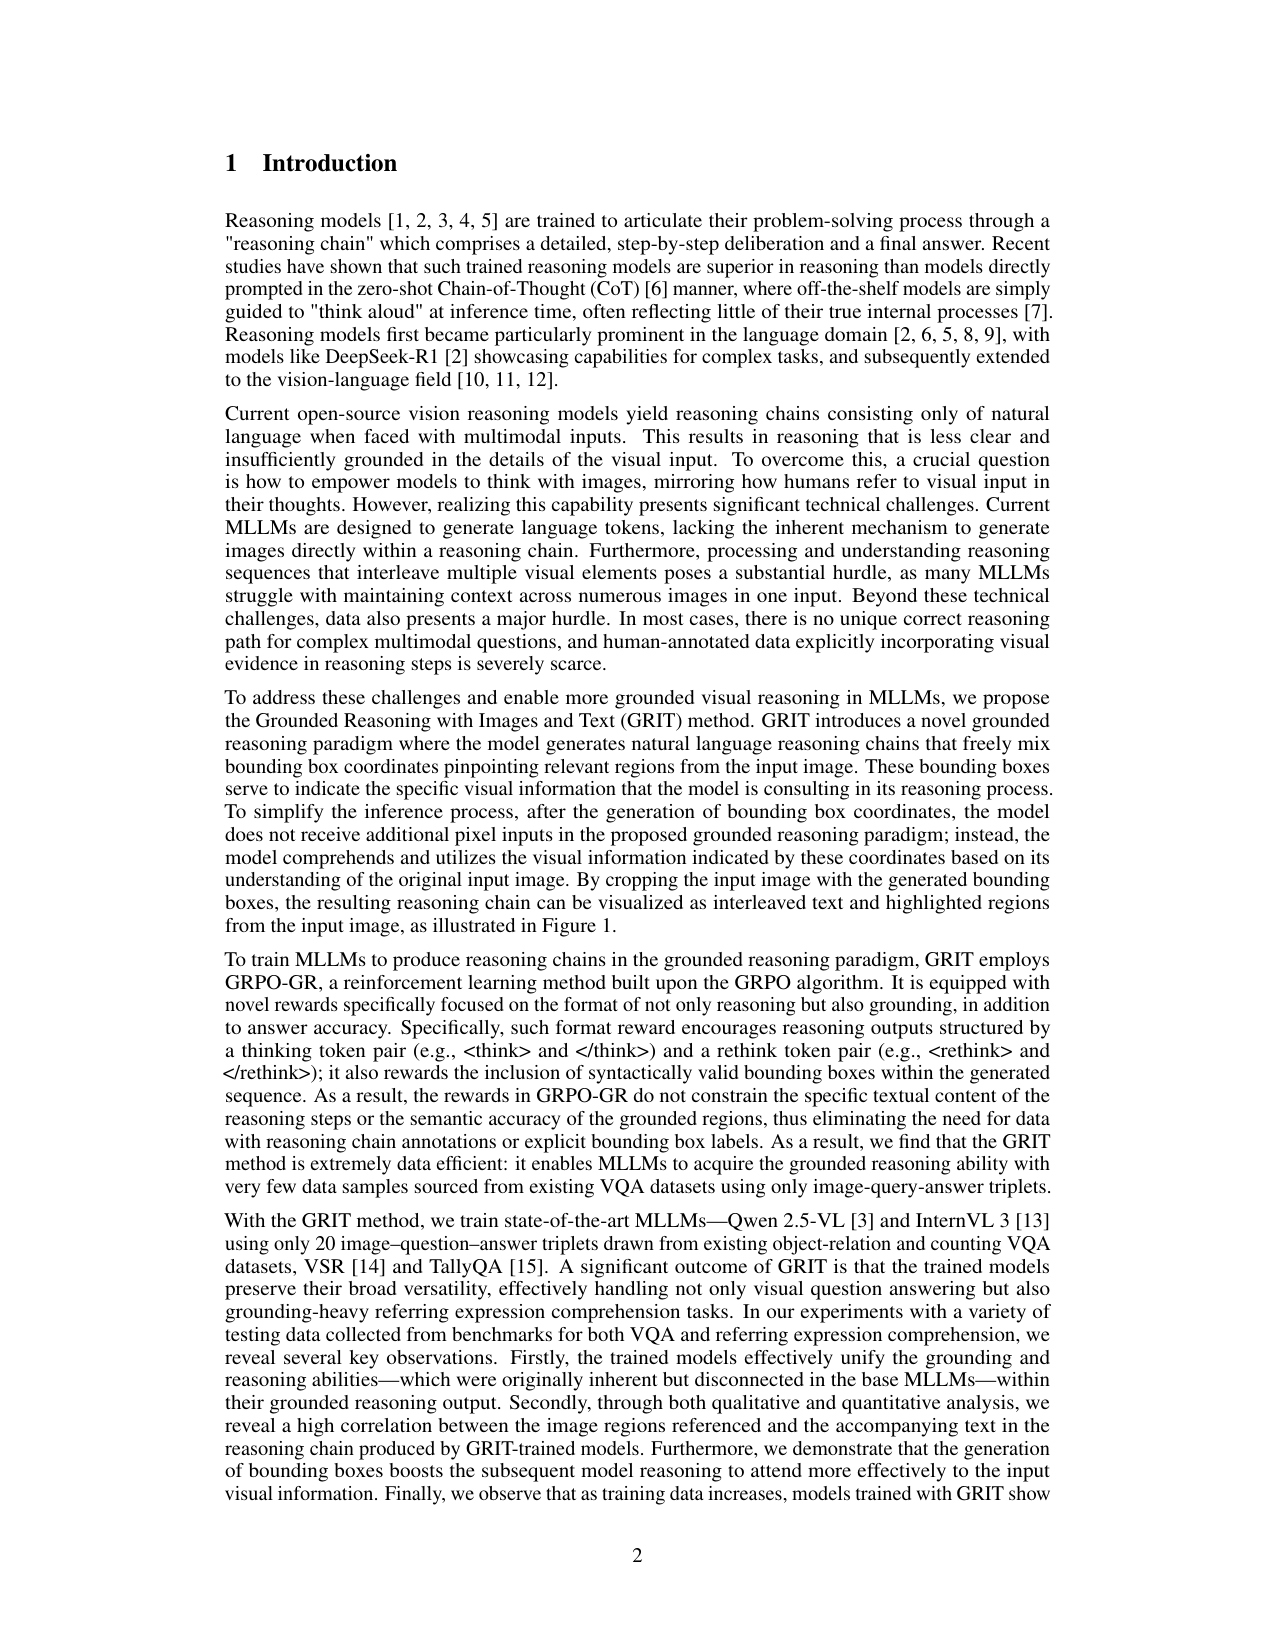 1 Introduction
Reasoning models [1, 2, 3, 4, 5] are trained to articulate their problem-solving process through a
"reasoning chain" which comprises a detailed, step-by-step deliberation and a final answer. Recent
studies have shown that such trained reasoning models are superior in reasoning than models directly
prompted in the zero-shot Chain-of-Thought (CoT) [6] manner, where off-the-shelf models are simply
guided to "think aloud" at inference time, often reflecting little of their true internal processes [7].
Reasoning models first became particularly prominent in the language domain [2, 6, 5, 8, 9], with
models like DeepSeek-R1 [2] showcasing capabilities for complex tasks, and subsequently extended
to the vision-language field [10, 11, 12].
Current open-source vision reasoning models yield reasoning chains consisting only of natural
language when faced with multimodal inputs. This results in reasoning that is less clear and
insufficiently grounded in the details of the visual input. To overcome this, a crucial question
is how to empower models to think with images, mirroring how humans refer to visual input in
their thoughts. However, realizing this capability presents significant technical challenges. Current
MLLMs are designed to generate language tokens, lacking the inherent mechanism to generate
images directly within a reasoning chain. Furthermore, processing and understanding reasoning
sequences that interleave multiple visual elements poses a substantial hurdle, as many MLLMs
struggle with maintaining context across numerous images in one input. Beyond these technical
challenges, data also presents a major hurdle. In most cases, there is no unique correct reasoning
path for complex multimodal questions, and human-annotated data explicitly incorporating visual
evidence in reasoning steps is severely scarce.
To address these challenges and enable more grounded visual reasoning in MLLMs, we propose
the Grounded Reasoning with Images and Text (GRIT) method. GRIT introduces a novel grounded
reasoning paradigm where the model generates natural language reasoning chains that freely mix
bounding box coordinates pinpointing relevant regions from the input image. These bounding boxes
serve to indicate the specific visual information that the model is consulting in its reasoning process.
To simplify the inference process, after the generation of bounding box coordinates, the model
does not receive additional pixel inputs in the proposed grounded reasoning paradigm; instead, the
model comprehends and utilizes the visual information indicated by these coordinates based on its
understanding of the original input image. By cropping the input image with the generated bounding
boxes, the resulting reasoning chain can be visualized as interleaved text and highlighted regions
from the input image, as illustrated in Figure 1.
To train MLLMs to produce reasoning chains in the grounded reasoning paradigm, GRIT employs
GRPO-GR, a reinforcement learning method built upon the GRPO algorithm. It is equipped with
novel rewards specifically focused on the format of not only reasoning but also grounding, in addition
to answer accuracy. Specifically, such format reward encourages reasoning outputs structured by
a thinking token pair (e.g., <think> and </think>) and a rethink token pair (e.g., <rethink> and
</rethink>); it also rewards the inclusion of syntactically valid bounding boxes within the generated
sequence. As a result, the rewards in GRPO-GR do not constrain the specific textual content of the
reasoning steps or the semantic accuracy of the grounded regions, thus eliminating the need for data
with reasoning chain annotations or explicit bounding box labels. As a result, we find that the GRIT
method is extremely data efficient: it enables MLLMs to acquire the grounded reasoning ability with
very few data samples sourced from existing VQA datasets using only image-query-answer triplets.
With the GRIT method, we train state-of-the-art MLLMs—Qwen 2.5-VL [3] and InternVL 3 [13]
using only 20 image–question–answer triplets drawn from existing object-relation and counting VQA
datasets, VSR [14] and TallyQA [15]. A significant outcome of GRIT is that the trained models
preserve their broad versatility, effectively handling not only visual question answering but also
grounding-heavy referring expression comprehension tasks. In our experiments with a variety of
testing data collected from benchmarks for both VQA and referring expression comprehension, we
reveal several key observations. Firstly, the trained models effectively unify the grounding and
reasoning abilities—which were originally inherent but disconnected in the base MLLMs—within
their grounded reasoning output. Secondly, through both qualitative and quantitative analysis, we
reveal a high correlation between the image regions referenced and the accompanying text in the
reasoning chain produced by GRIT-trained models. Furthermore, we demonstrate that the generation
of bounding boxes boosts the subsequent model reasoning to attend more effectively to the input
visual information. Finally, we observe that as training data increases, models trained with GRIT show
2